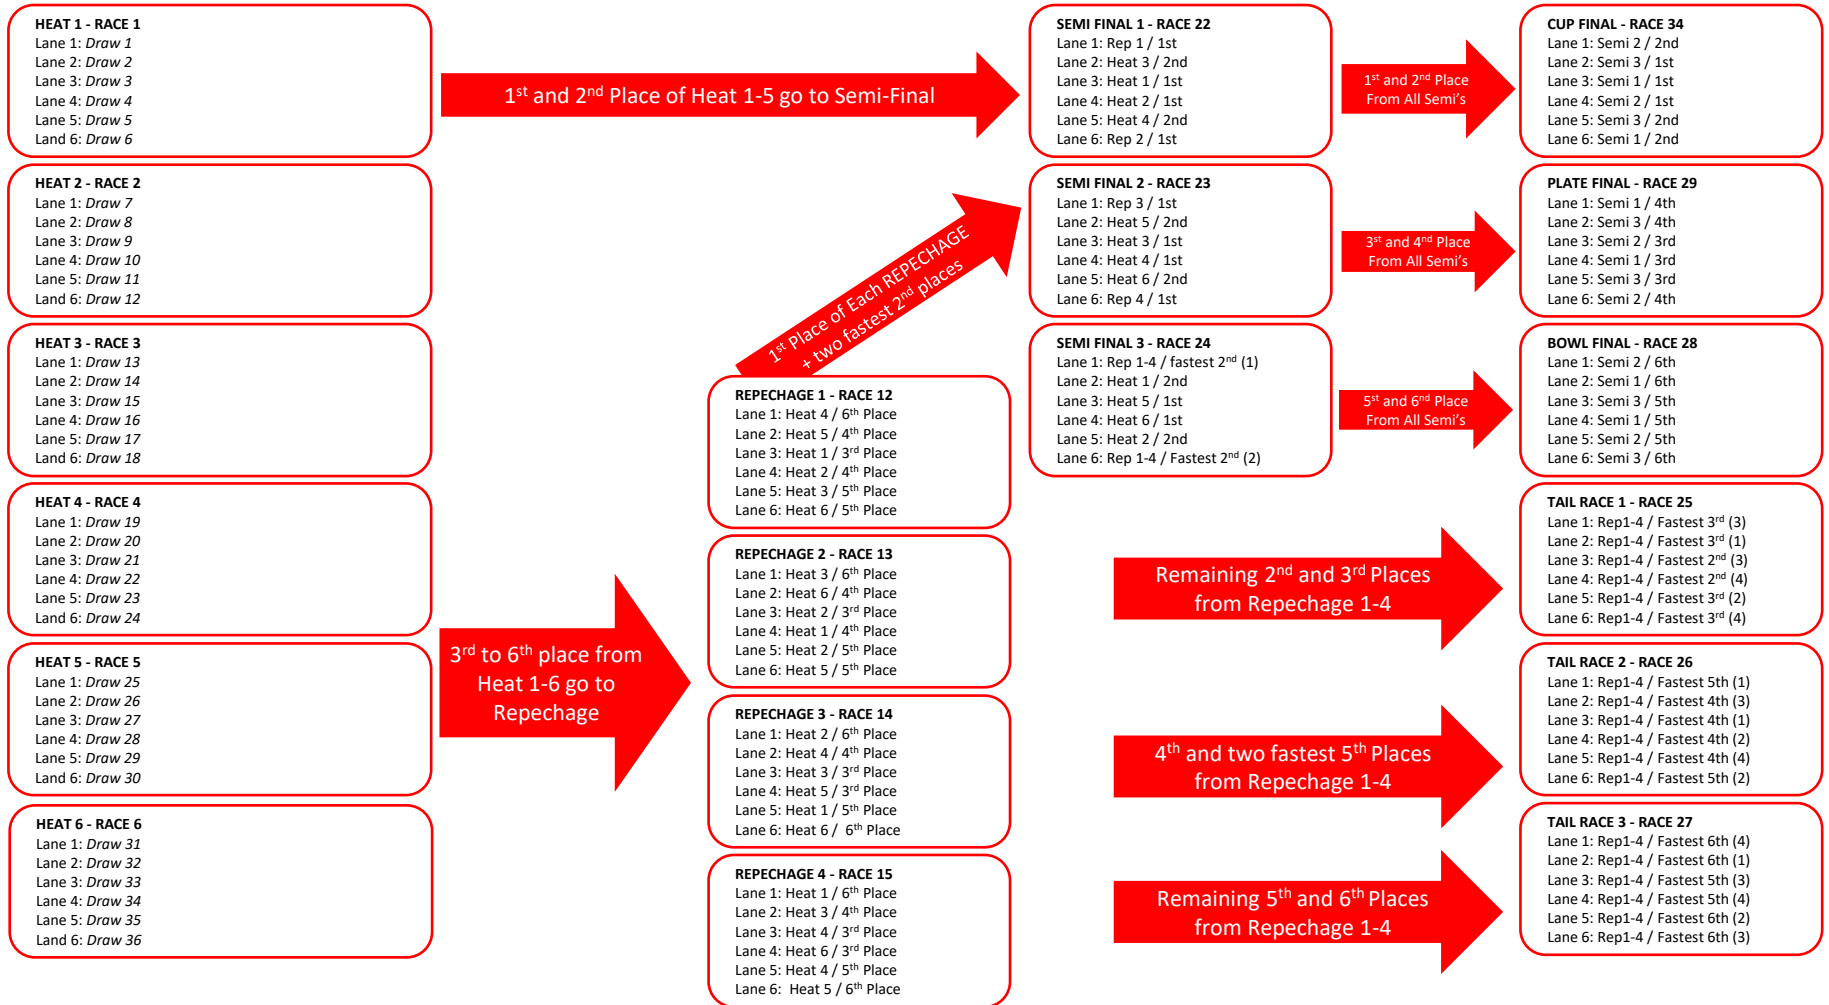 HEAT 1 - RACE 1
Lane 1: Draw 1
Lane 2: Draw 2
Lane 3: Draw 3
Lane 4: Draw 4
Lane 5: Draw 5
Land 6: Draw 6
HEAT 2 - RACE 2
Lane 1: Draw 7
Lane 2: Draw 8
Lane 3: Draw 9
Lane 4: Draw 10
Lane 5: Draw 11
Land 6: Draw 12
HEAT 3 - RACE 3
Lane 1: Draw 13
Lane 2: Draw 14
Lane 3: Draw 15
Lane 4: Draw 16
Lane 5: Draw 17
Land 6: Draw 18
HEAT 4 - RACE 4
Lane 1: Draw 19
Lane 2: Draw 20
Lane 3: Draw 21
Lane 4: Draw 22
Lane 5: Draw 23
Land 6: Draw 24
HEAT 5 - RACE 5
Lane 1: Draw 25
Lane 2: Draw 26
Lane 3: Draw 27
Lane 4: Draw 28
Lane 5: Draw 29
Land 6: Draw 30
HEAT 6 - RACE 6
Lane 1: Draw 31
Lane 2: Draw 32
Lane 3: Draw 33
Lane 4: Draw 34
Lane 5: Draw 35
Land 6: Draw 36
1st and 2nd Place of Heat 1-5 go to Semi-Final
3rd to 6th place from
Heat 1-6 go to
Repechage
1st Place of Each REPECHAGE
+ two fastest 2nd places
REPECHAGE 1 - RACE 12
Lane 1: Heat 4 / 6th Place
Lane 2: Heat 5 / 4th Place
Lane 3: Heat 1 / 3rd Place
Lane 4: Heat 2 / 4th Place
Lane 5: Heat 3 / 5th Place
Lane 6: Heat 6 / 5th Place
REPECHAGE 2 - RACE 13
Lane 1: Heat 3 / 6th Place
Lane 2: Heat 6 / 4th Place
Lane 3: Heat 2 / 3rd Place
Lane 4: Heat 1 / 4th Place
Lane 5: Heat 2 / 5th Place
Lane 6: Heat 5 / 5th Place
REPECHAGE 3 - RACE 14
Lane 1: Heat 2 / 6th Place
Lane 2: Heat 4 / 4th Place
Lane 3: Heat 3 / 3rd Place
Lane 4: Heat 5 / 3rd Place
Lane 5: Heat 1 / 5th Place
Lane 6: Heat 6 / 6th Place
REPECHAGE 4 - RACE 15
Lane 1: Heat 1 / 6th Place
Lane 2: Heat 3 / 4th Place
Lane 3: Heat 4 / 3rd Place
Lane 4: Heat 6 / 3rd Place
Lane 5: Heat 4 / 5th Place
Lane 6: Heat 5 / 6th Place
SEMI FINAL 1 - RACE 22
Lane 1: Rep 1 / 1st
Lane 2: Heat 3 / 2nd
Lane 3: Heat 1 / 1st
Lane 4: Heat 2 / 1st
Lane 5: Heat 4 / 2nd
Lane 6: Rep 2 / 1st
SEMI FINAL 2 - RACE 23
Lane 1: Rep 3 / 1st
Lane 2: Heat 5 / 2nd
Lane 3: Heat 3 / 1st
Lane 4: Heat 4 / 1st
Lane 5: Heat 6 / 2nd
Lane 6: Rep 4 / 1st
SEMI FINAL 3 - RACE 24
Lane 1: Rep 1-4 / fastest 2nd (1)
Lane 2: Heat 1 / 2nd
Lane 3: Heat 5 / 1st
Lane 4: Heat 6 / 1st
Lane 5: Heat 2 / 2nd
Lane 6: Rep 1-4 / Fastest 2nd (2)
1st and 2nd Place
From All Semi's
3st and 4nd Place
From All Semi's
5st and 6nd Place
From All Semi's
Remaining 2nd and 3rd Places
from Repechage 1-4
4th and two fastest 5th Places
from Repechage 1-4
Remaining 5th and 6th Places
from Repechage 1-4
CUP FINAL - RACE 34
Lane 1: Semi 2 / 2nd
Lane 2: Semi 3 / 1st
Lane 3: Semi 1 / 1st
Lane 4: Semi 2 / 1st
Lane 5: Semi 3 / 2nd
Lane 6: Semi 1 / 2nd
PLATE FINAL - RACE 29
Lane 1: Semi 1 / 4th
Lane 2: Semi 3 / 4th
Lane 3: Semi 2 / 3rd
Lane 4: Semi 1 / 3rd
Lane 5: Semi 3 / 3rd
Lane 6: Semi 2 / 4th
BOWL FINAL - RACE 28
Lane 1: Semi 2 / 6th
Lane 2: Semi 1 / 6th
Lane 3: Semi 3 / 5th
Lane 4: Semi 1 / 5th
Lane 5: Semi 2 / 5th
Lane 6: Semi 3 / 6th
TAIL RACE 1 - RACE 25
Lane 1: Rep1-4 / Fastest 3rd (3)
Lane 2: Rep1-4 / Fastest 3rd (1)
Lane 3: Rep1-4 / Fastest 2nd (3)
Lane 4: Rep1-4 / Fastest 2nd (4)
Lane 5: Rep1-4 / Fastest 3rd (2)
Lane 6: Rep1-4 / Fastest 3rd (4)
TAIL RACE 2 - RACE 26
Lane 1: Rep1-4 / Fastest 5th (1)
Lane 2: Rep1-4 / Fastest 4th (3)
Lane 3: Rep1-4 / Fastest 4th (1)
Lane 4: Rep1-4 / Fastest 4th (2)
Lane 5: Rep1-4 / Fastest 4th (4)
Lane 6: Rep1-4 / Fastest 5th (2)
TAIL RACE 3 - RACE 27
Lane 1: Rep1-4 / Fastest 6th (4)
Lane 2: Rep1-4 / Fastest 6th (1)
Lane 3: Rep1-4 / Fastest 5th (3)
Lane 4: Rep1-4 / Fastest 5th (4)
Lane 5: Rep1-4 / Fastest 6th (2)
Lane 6: Rep1-4 / Fastest 6th (3)